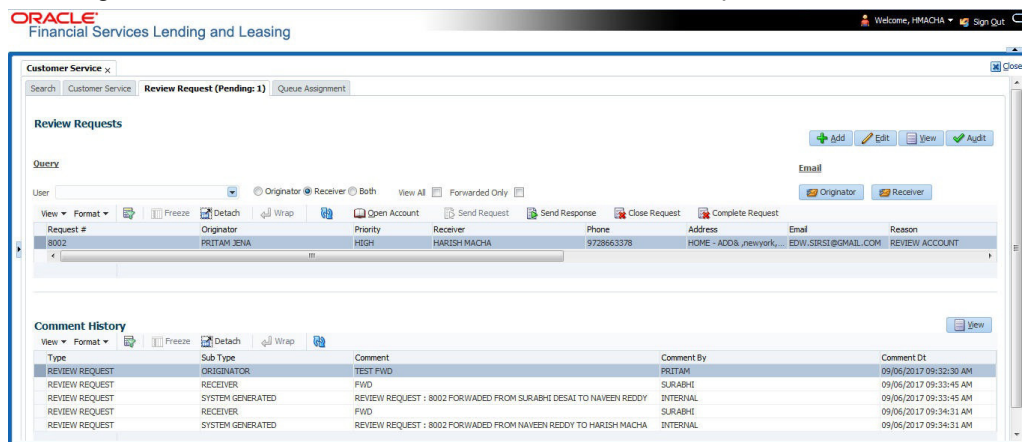 ORACLE®
Financial Services Lending and Leasing
Welcome, HMACHA Sign Out
Customer Service x Close
Search Customer Service Review Request (Pending: 1) Queue Assignment
Review Requests
Add Edit View Audit
Query Email
User Originator Receiver Both View All Forwarded Only Originator Receiver
View Format Freeze Detach Wrap Open Account Send Request Send Response Close Request Complete Request
Request # Originator Priority Receiver Phone Address Email Reason
8002 PRITAM JENA HIGH HARISH MACHA 9728663378 HOME - ADD& ,newyork,... EDW.SIRSI@GMAIL.COM REVIEW ACCOUNT
Comment History View
View Format Freeze Detach Wrap
Type Sub Type Comment Comment By Comment Dt
REVIEW REQUEST ORIGINATOR TEST FWD PRITAM 09/06/2017 09:32:30 AM
REVIEW REQUEST RECEIVER FWD SURABHI 09/06/2017 09:33:45 AM
REVIEW REQUEST SYSTEM GENERATED REVIEW REQUEST : 8002 FORWADED FROM SURABHI DESAI TO NAVEEN REDDY INTERNAL 09/06/2017 09:33:45 AM
REVIEW REQUEST RECEIVER FWD SURABHI 09/06/2017 09:34:31 AM
REVIEW REQUEST SYSTEM GENERATED REVIEW REQUEST : 8002 FORWADED FROM NAVEEN REDDY TO HARISH MACHA INTERNAL 09/06/2017 09:34:31 AM